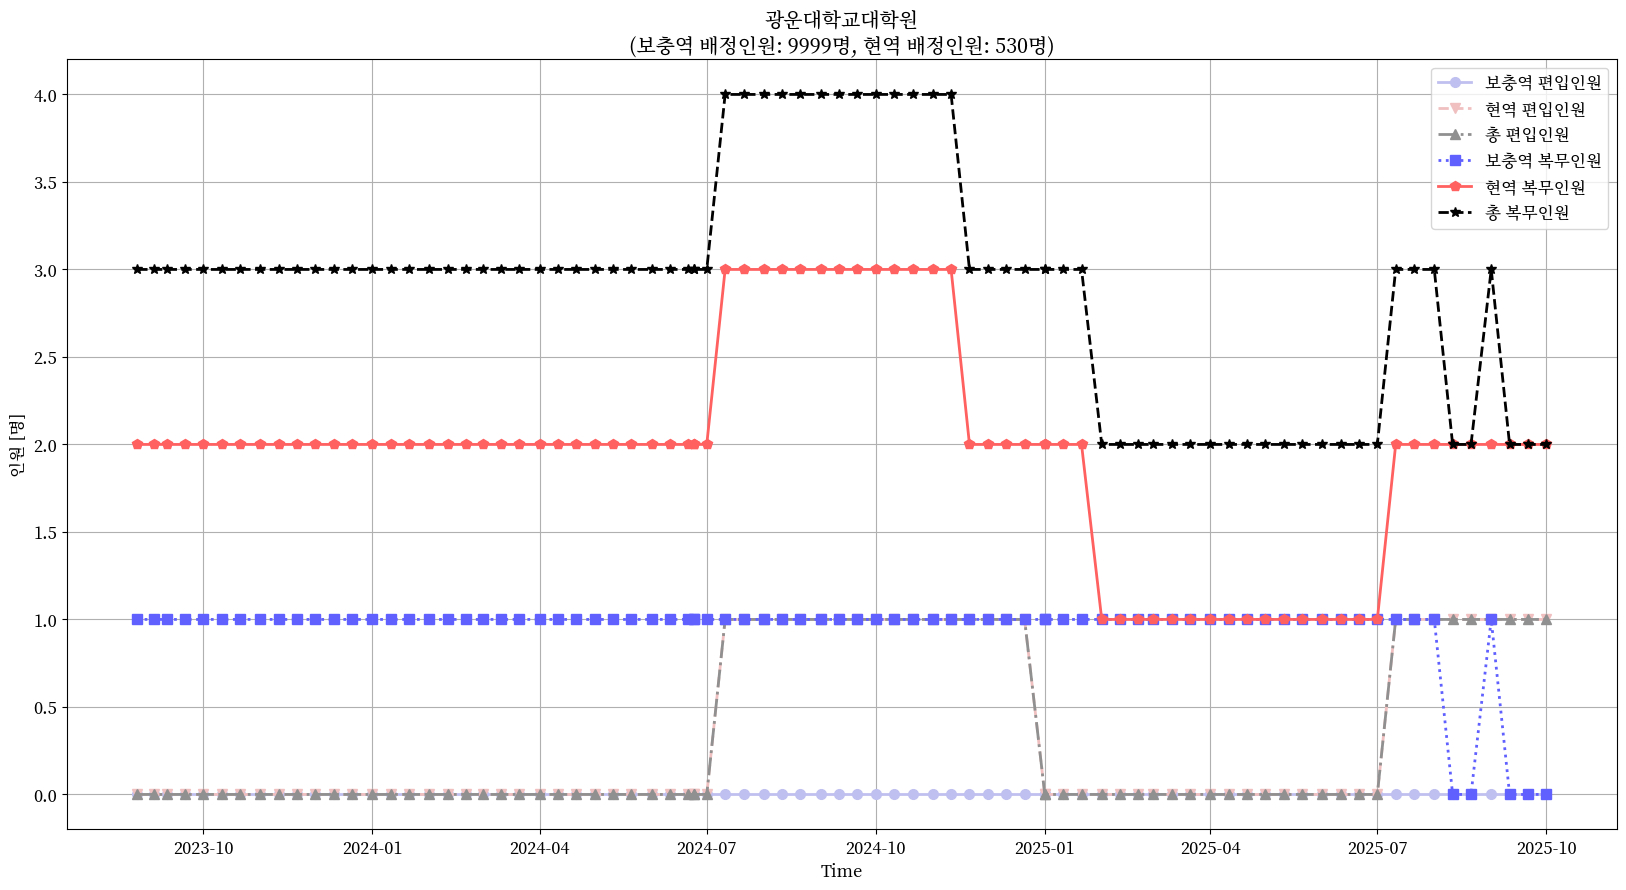 광운대학교대학원
(보충역 배정인원: 9999명, 현역 배정인원: 530명)
보충역 편입인원
현역 편입인원
총 편입인원
보충역 복무인원
현역 복무인원
총 복무인원
인원 [명]
4.0
3.5
3.0
2.5
2.0
1.5
1.0
0.5
0.0
2023-10
2024-01
2024-04
2024-07
2024-10
2025-01
2025-04
2025-07
2025-10
Time